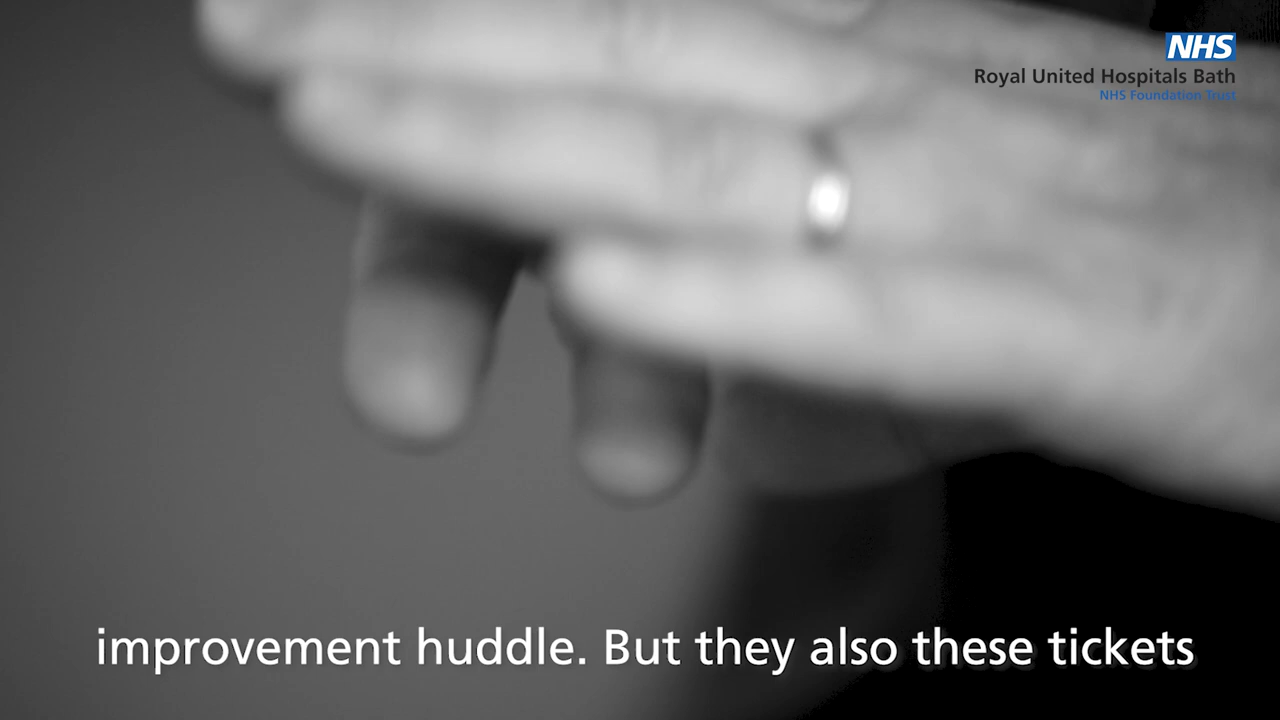 NHS
Royal United Hospitals Bath
NHS Foundation Trust
improvement huddle. But they also these tickets